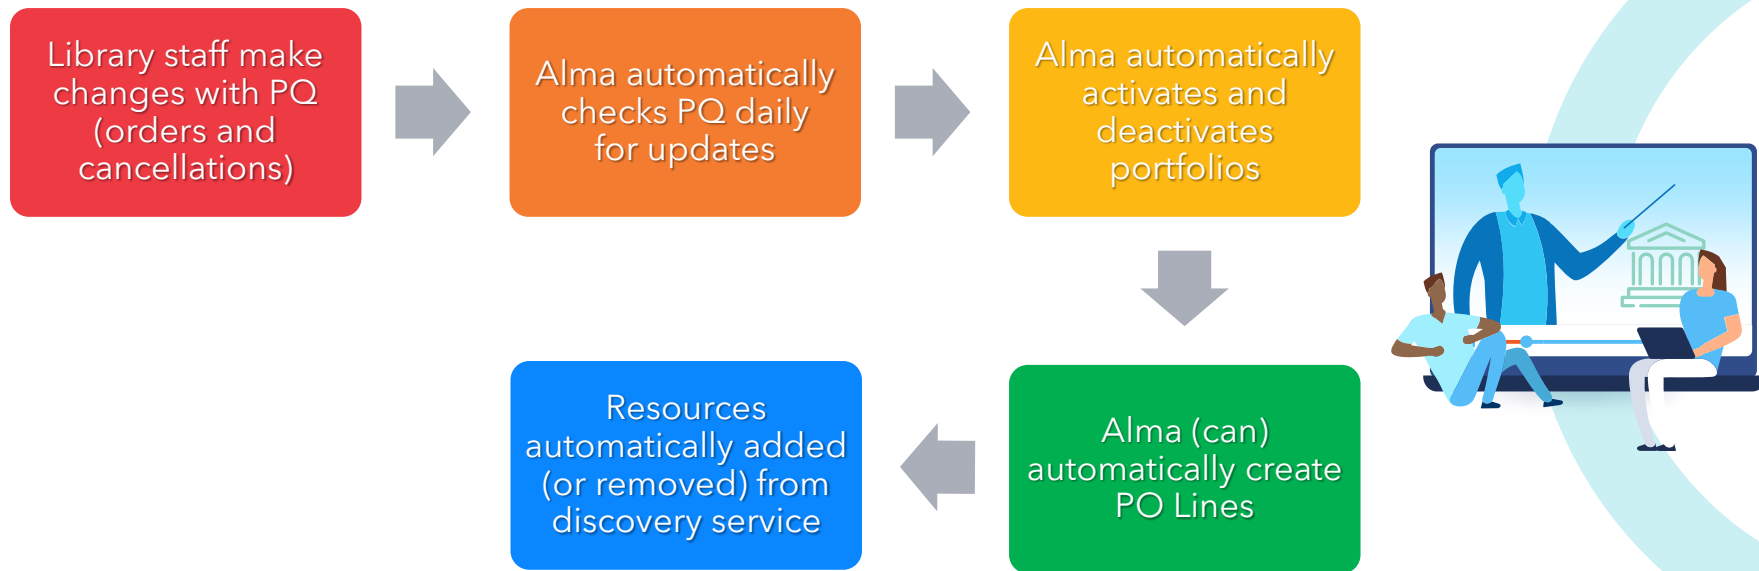 Library staff make
changes with PQ
(orders and
cancellations)
Alma automatically
checks PQ daily
for updates
Alma automatically
activates and
deactivates
portfolios
Alma (can)
automatically create
PO Lines
Resources
automatically added
(or removed) from
discovery service